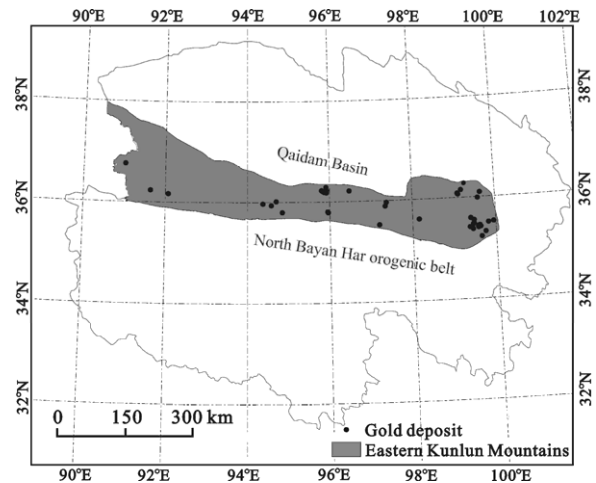 90°E 92°E 94°E 96°E 98°E 100°E 102°E
38°N 38°N
Qaidam Basin
36°N 36°N
North Bayan Har orogenic belt
34°N 34°N
32°N 32°N
0 150 300 km
Gold deposit
Eastern Kunlun Mountains
90°E 92°E 94°E 96°E 98°E 100°E